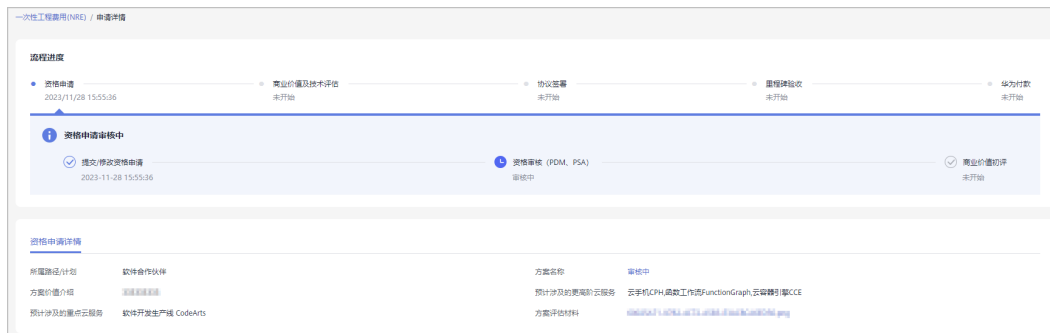 一次性工程费用(NRE) / 申请详情
流程进度
资格申请 商业价值及技术评估 协议签署 里程碑验收 华为付款
2023/11/28 15:55:36 未开始 未开始 未开始 未开始
资格申请审核中
提交/修改资格申请 资格审核（PDM、PSA） 商业价值初评
2023-11-28 15:55:36 审核中 未开始
资格申请详情
所属路径/计划 软件合作伙伴 方案名称 审核中
方案价值介绍 预计涉及的更高阶云服务 云手机CPH,函数工作流FunctionGraph,云容器引擎CCE
预计涉及的重点云服务 软件开发生产线 CodeArts 方案评估材料